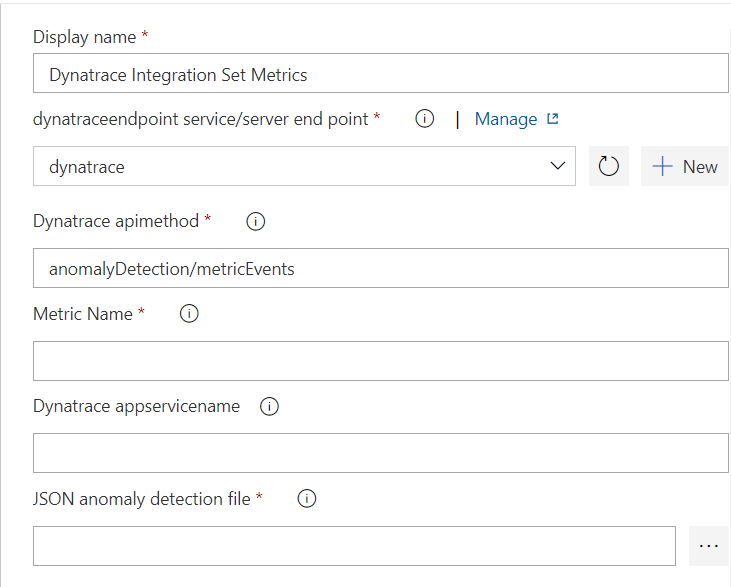 Display name *
Dynatrace Integration Set Metrics
dynatraceendpoint service/server end point * | Manage
dynatrace New
Dynatrace apimethod *
anomalyDetection/metricEvents
Metric Name *
Dynatrace appservicename
JSON anomaly detection file *
...